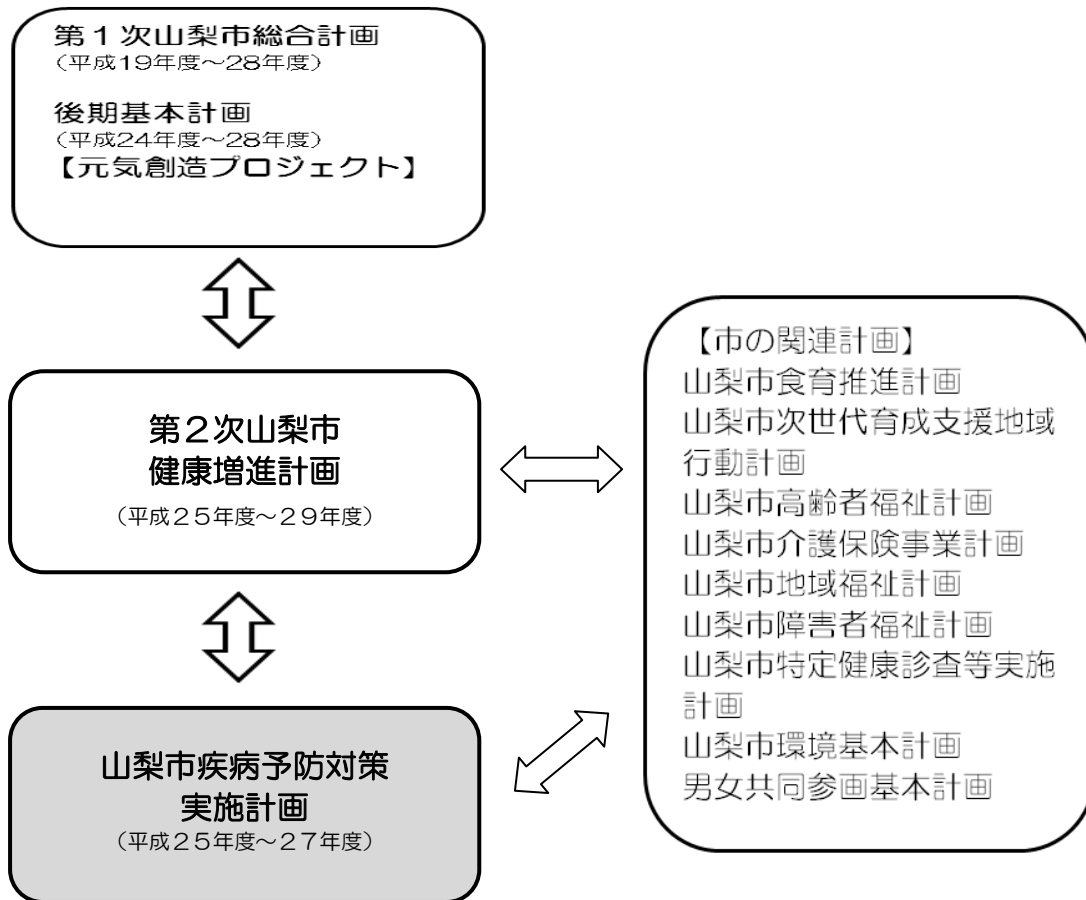 第１次山梨市総合計画
（平成19年度～28年度）
後期基本計画
（平成24年度～28年度）
【元気創造プロジェクト】
第２次山梨市
健康増進計画
（平成２５年度～２９年度）
山梨市疾病予防対策
実施計画
（平成２５年度～２７年度）
【市の関連計画】
山梨市食育推進計画
山梨市次世代育成支援地域
行動計画
山梨市高齢者福祉計画
山梨市介護保険事業計画
山梨市地域福祉計画
山梨市障害者福祉計画
山梨市特定健康診査等実施
計画
山梨市環境基本計画
男女共同参画基本計画